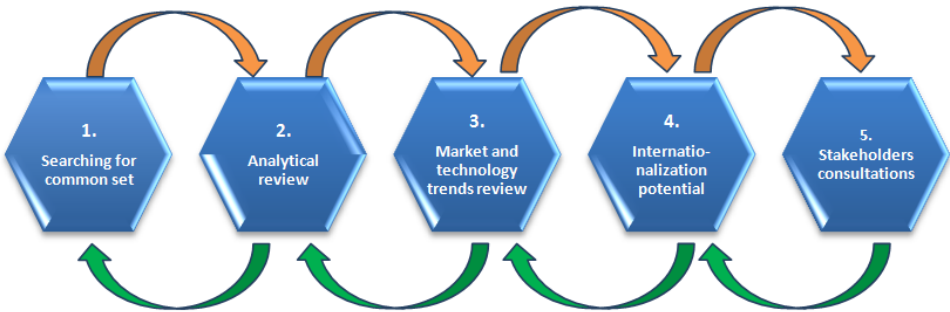 1.
Searching for
common set
2.
Analytical
review
3.
Market and
technology
trends review
4.
Internatio-
nalization
potential
5.
Stakeholders
consultations